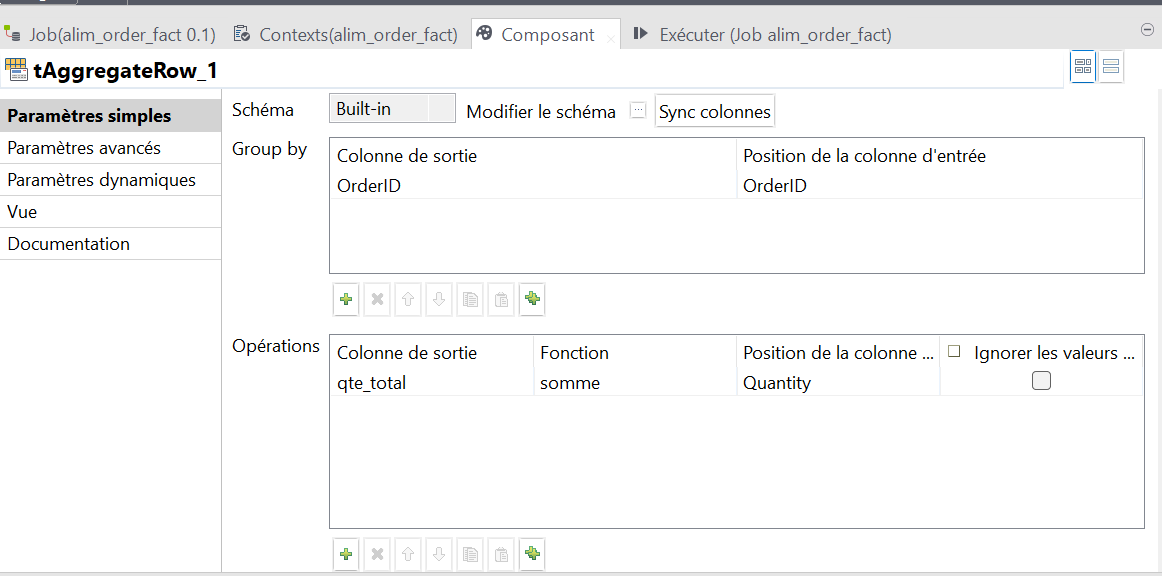 Job(alim_order_fact 0.1) Contexts(alim_order_fact) Composant Exécuter (Job alim_order_fact)
tAggregateRow_1
Paramètres simples
Paramètres avancés
Paramètres dynamiques
Vue
Documentation
Schéma Built-in Modifier le schéma ... Sync colonnes
Group by
Colonne de sortie Position de la colonne d'entrée
OrderID OrderID
Opérations
Colonne de sortie Fonction Position de la colonne ... Ignorer les valeurs ...
qte_total somme Quantity